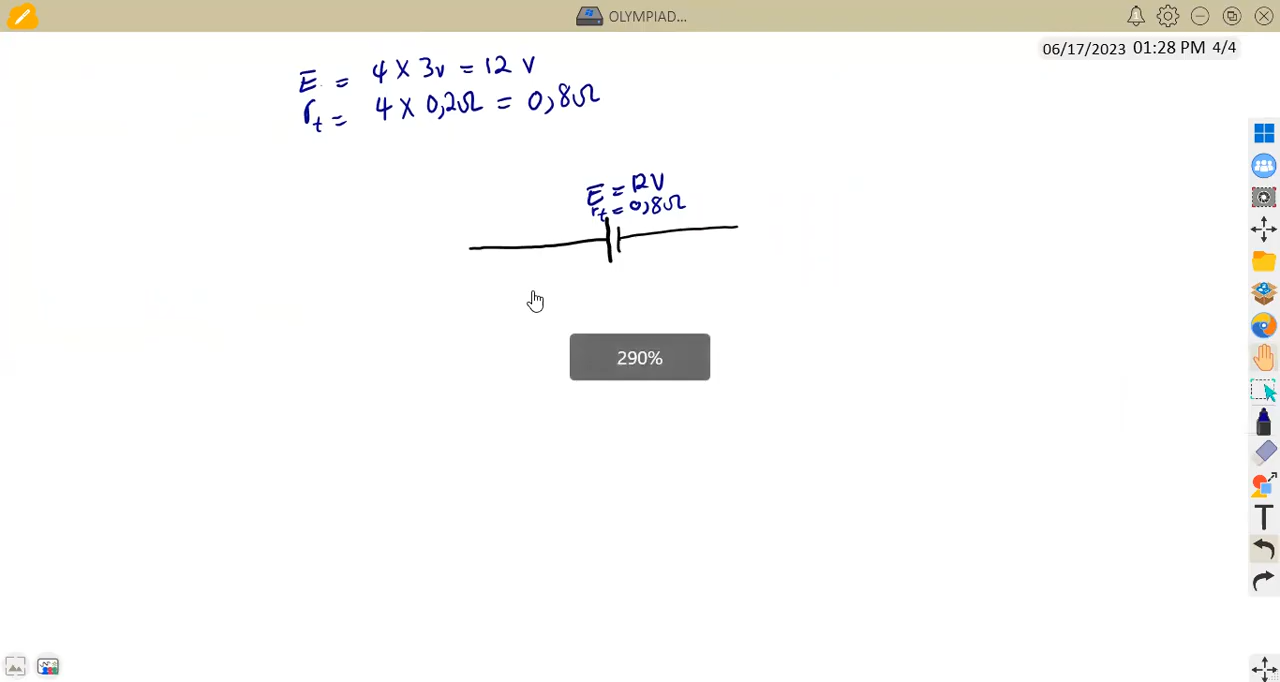 OLYMPIAD...
06/17/2023 01:28 PM 4/4
E = 4 X 3v = 12 V
rt = 4 X 0,2Ω = 0,8Ω
E = 12V
rt = 0,8Ω
290%
T